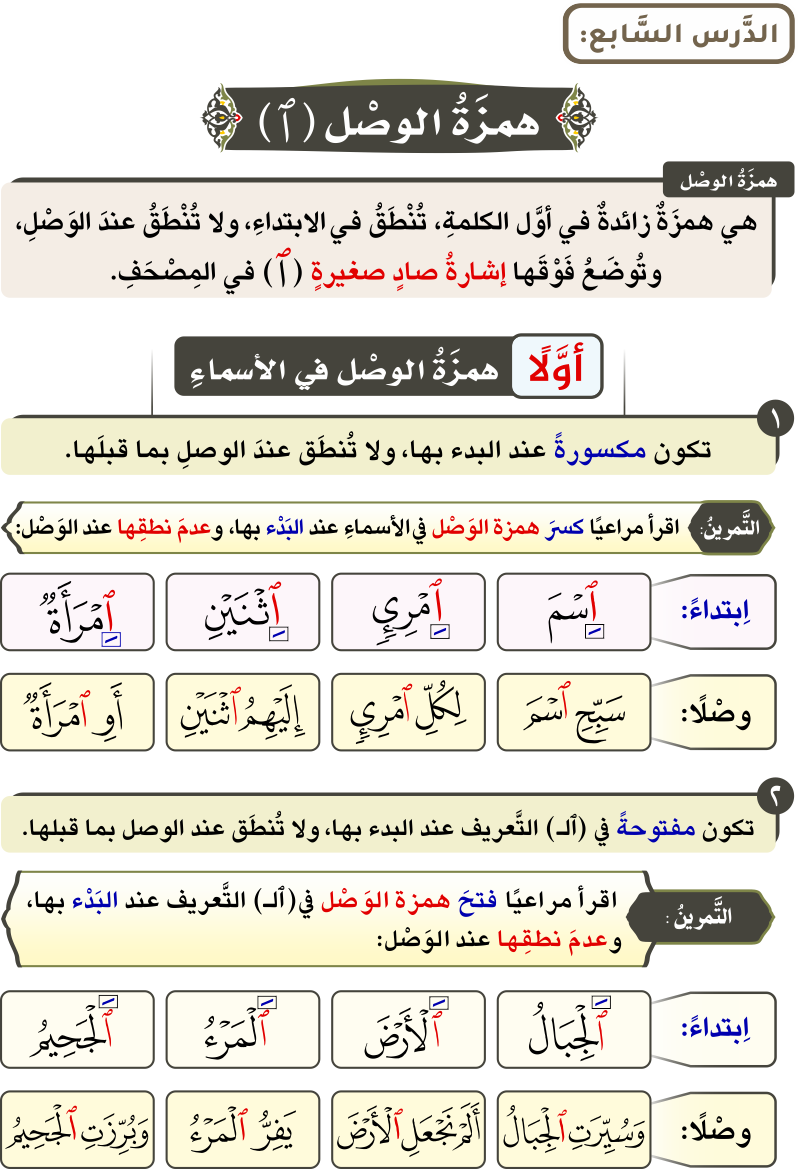 الدَّرس السَّابع:
همزَةُ الوصْل (ٱ)
همزَةُ الوصْل
هي همزَةٌ زائدةٌ في أوَّل الكلمةِ، تُنْطَقُ في الابتداءِ، ولا تُنْطَقُ عندَ الوَصْلِ،
وتُوضَعُ فَوْقَها إشارةُ صادٍ صغيرةٍ (ٱ) في المِصْحَفِ.
أوَّلًا همزَةُ الوصْل في الأسماءِ
١
تكون مكسورةً عند البدء بها، ولا تُنطَق عندَ الوصلِ بما قبلَها.
التَّمرينُ: اقرأ مراعيًا كسرَ همزة الوَصْل في الأسماءِ عند البَدْء بها، وعدمَ نطقِها عند الوَصْل:
اِبتداءً: ٱسْمَ ٱمْرِيٕ ٱثْنَيْنِ ٱمْرَأَةٌ
وصْلًا: سَبِّحِ ٱسْمَ لِكُلِّ ٱمْرِيٕ إِلَيْهِمُ ٱثْنَيْنِ أَوِ ٱمْرَأَةٌ
٢
تكون مفتوحةً في (ٱلـ) التَّعريف عند البدء بها، ولا تُنطَق عند الوصل بما قبلها.
التَّمرينُ: اقرأ مراعيًا فتحَ همزة الوَصْل في(ٱلـ) التَّعريف عند البَدْء بها،
وعدمَ نطقِها عند الوَصْل:
اِبتداءً: ٱلْجِبَالُ ٱلْأَرْضَ ٱلْمَرْءُ ٱلْجَحِيمُ
وصْلًا: وَسُيِّرَتِ ٱلْجِبَالُ أَلَمْ نَجْعَلِ ٱلْأَرْضَ يَفِرُّ ٱلْمَرْءُ وَبُرِّزَتِ ٱلْجَحِيمُ